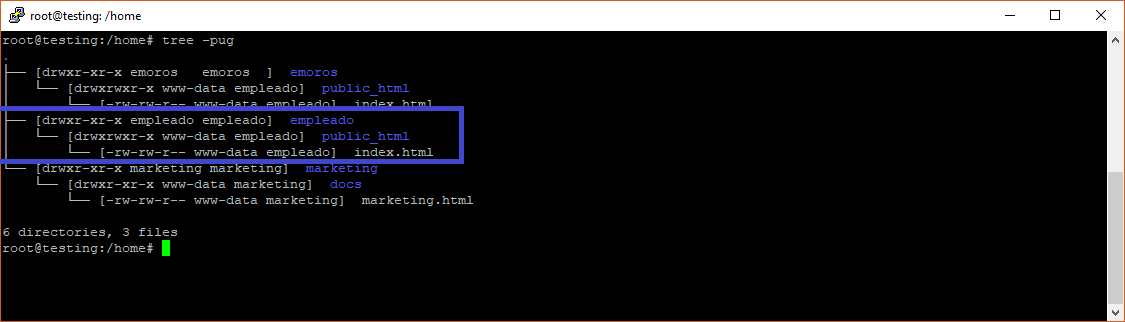 root@testing: /home
root@testing:/home# tree -pug
.
├── [drwxr-xr-x emoros   emoros  ]  emoros
│   └── [drwxrwxr-x www-data empleado]  public_html
│       └── [-rwxrw-r-- www-data empleado]  index.html
├── [drwxr-xr-x empleado empleado]  empleado
│   └── [drwxrwxr-x www-data empleado]  public_html
│       └── [-rw-rw-r-- www-data empleado]  index.html
└── [drwxr-xr-x marketing marketing]  marketing
    └── [drwxr-xr-x www-data marketing]  docs
        └── [-rw-rw-r-- www-data marketing]  marketing.html
6 directories, 3 files
root@testing:/home#